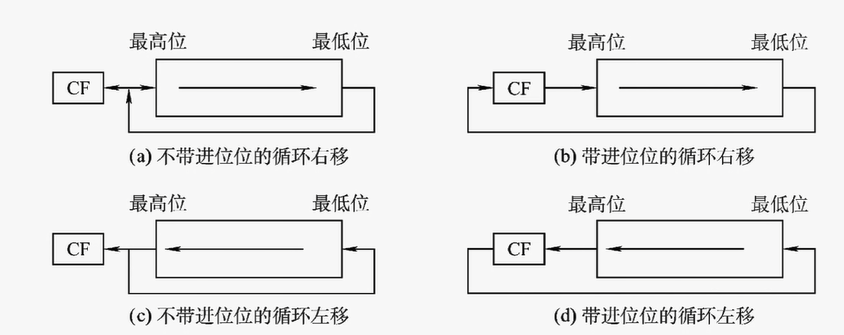 最高位 最低位
CF
(a) 不带进位位的循环右移
最高位 最低位
CF
(b) 带进位位的循环右移
最高位 最低位
CF
(c) 不带进位位的循环左移
最高位 最低位
CF
(d) 带进位位的循环左移